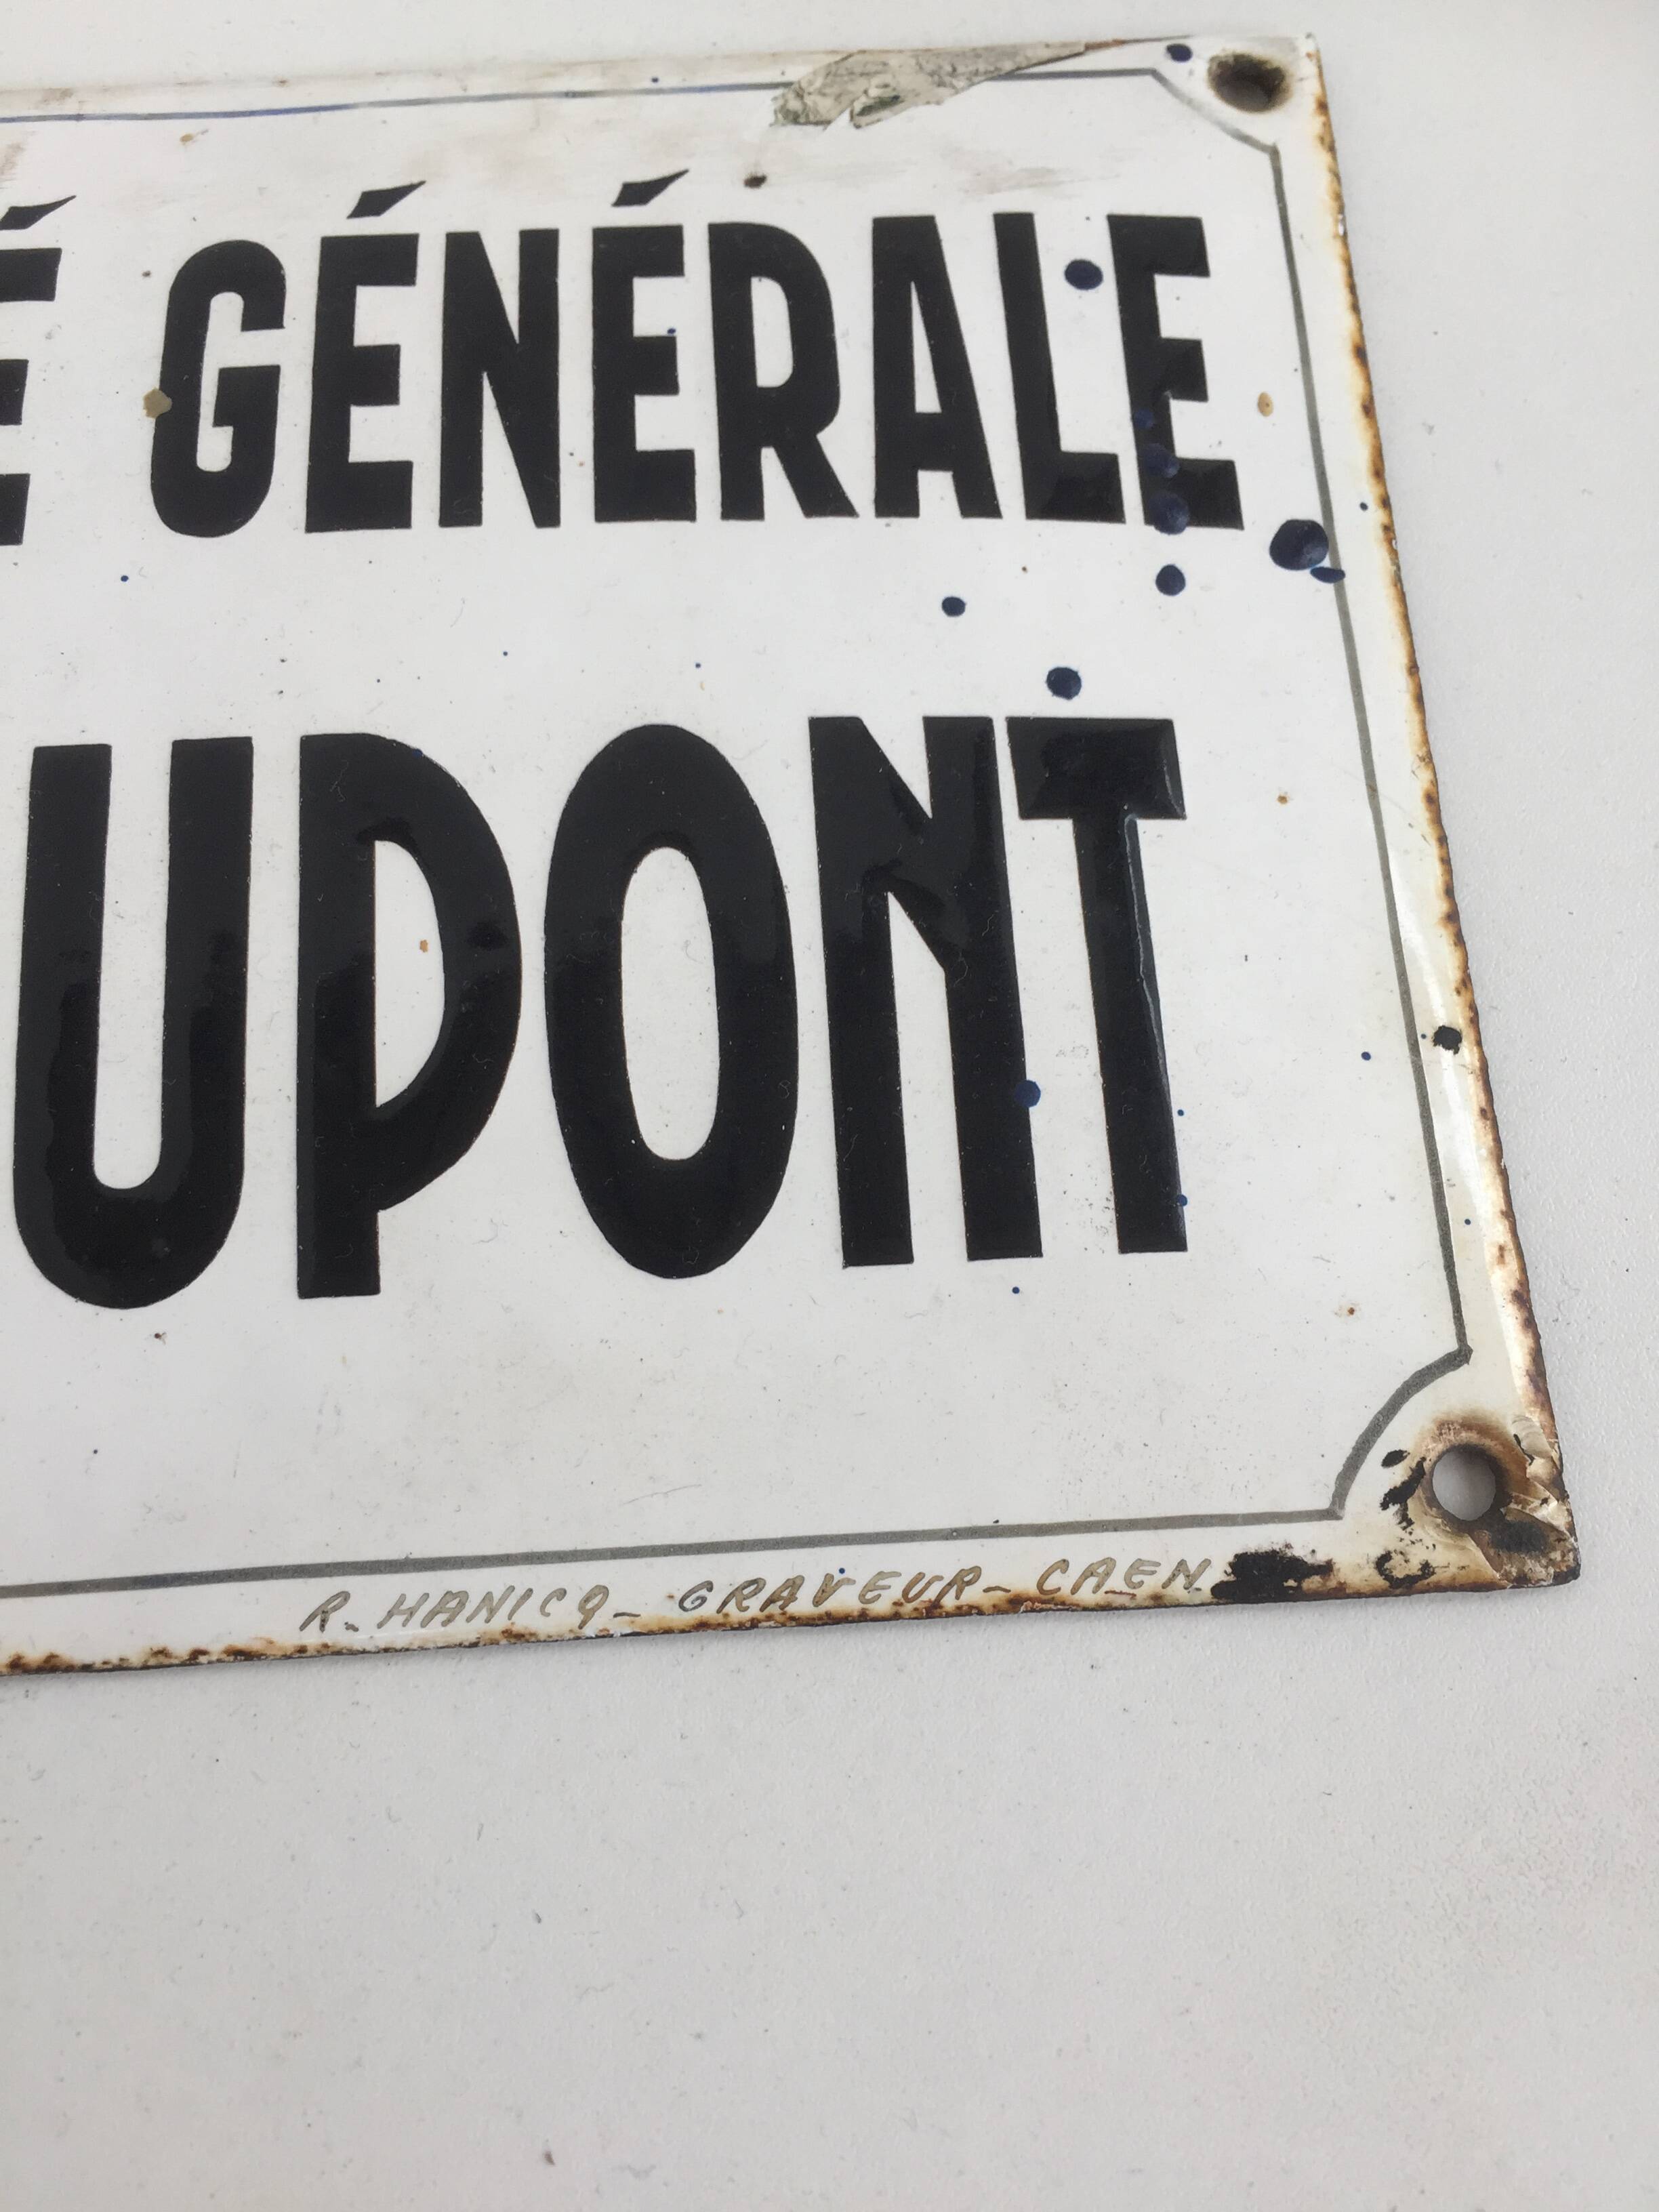 É GÉNÉRALE
UPONT
R. HANICQ - GRAVEUR - CAEN